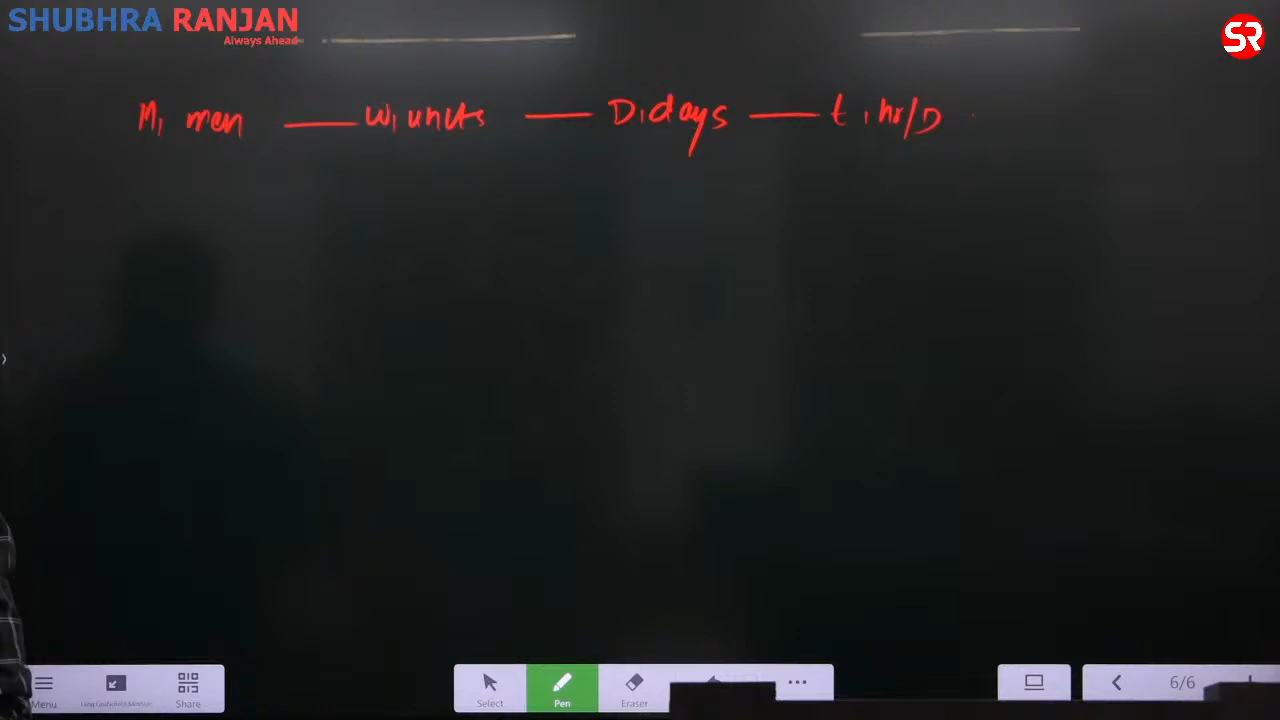 SHUBHRA RANJAN
Always Ahead
SR
M₁ men — W₁ units — D₁ days — t₁ hr/D
Menu
Share
Select
Pen
Eraser
6/6